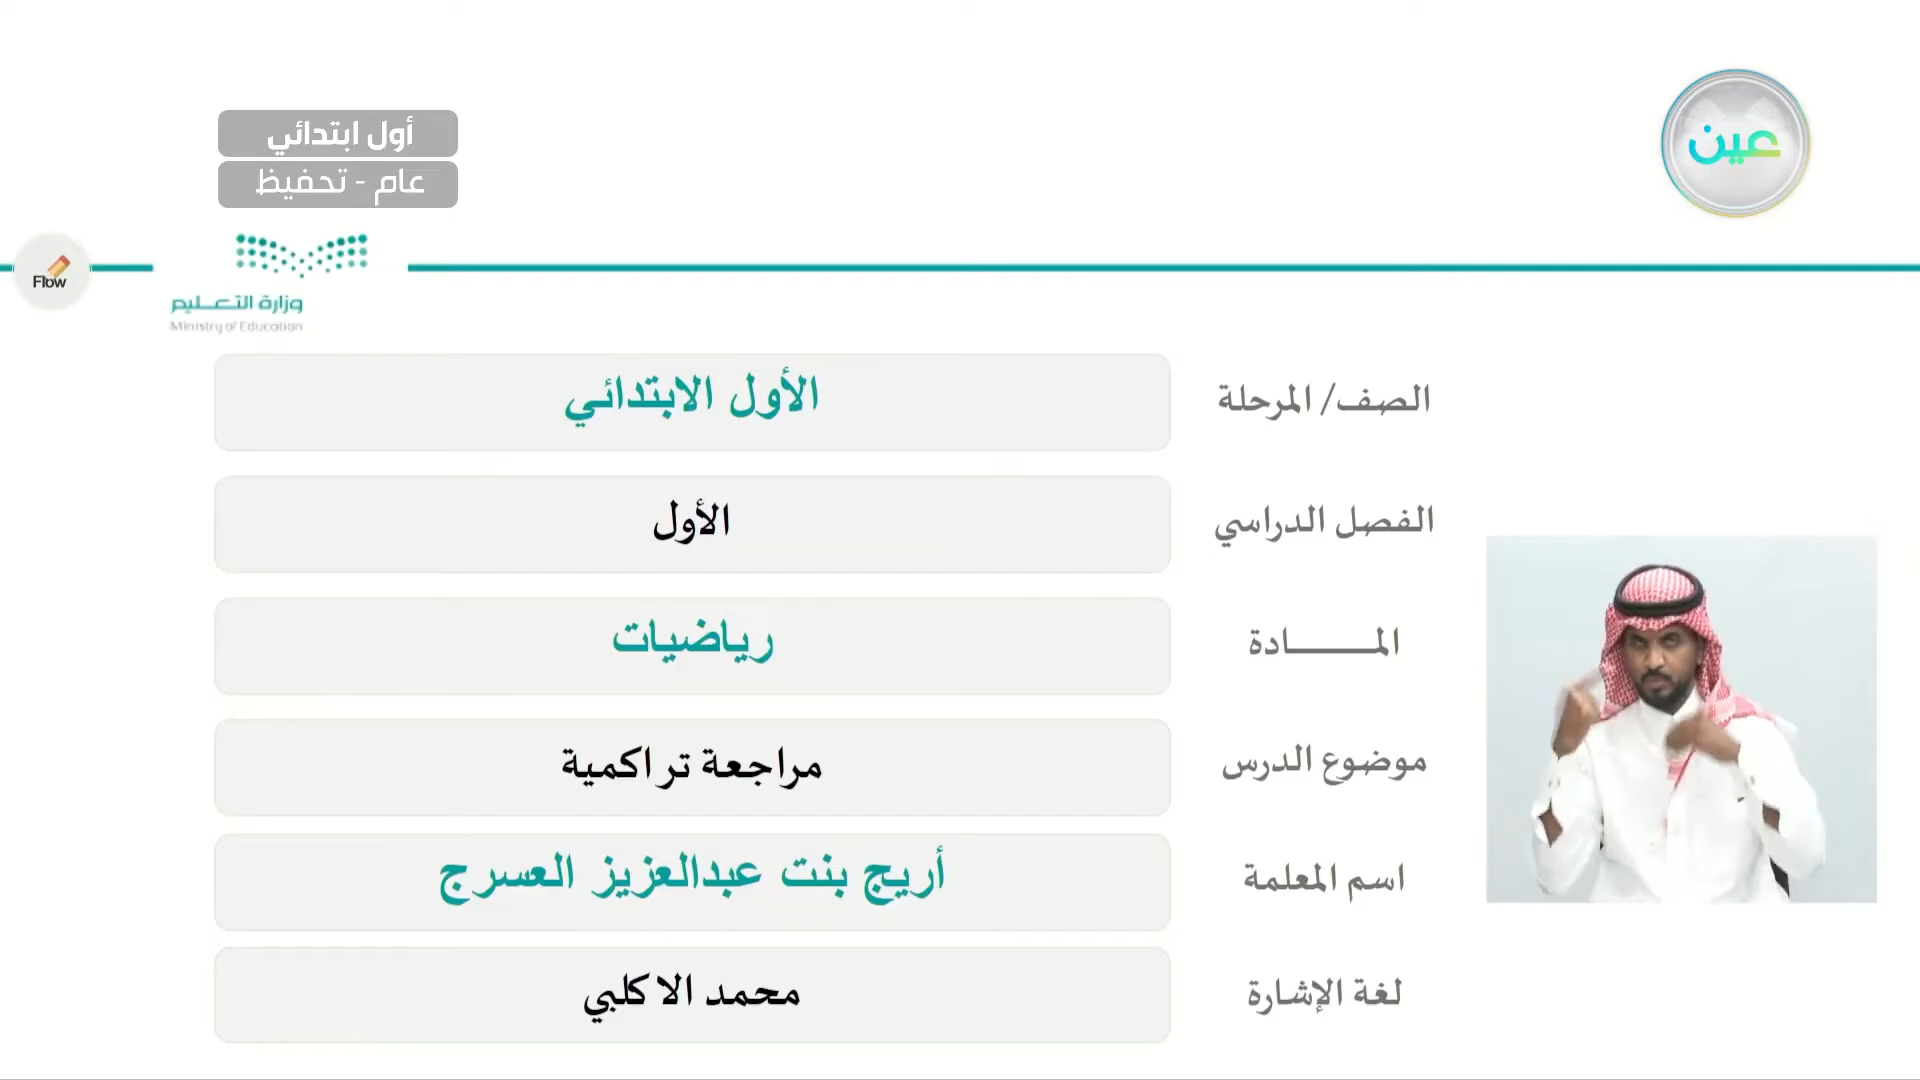 عين
أول ابتدائي
عام - تحفيظ
Flow
وزارة التعليم
Ministry of Education
الصف/ المرحلة
الأول الابتدائي
الفصل الدراسي
الأول
المـــــــــادة
رياضيات
موضوع الدرس
مراجعة تراكمية
اسم المعلمة
أريج بنت عبدالعزيز العسرج
لغة الإشارة
محمد الاكلبي